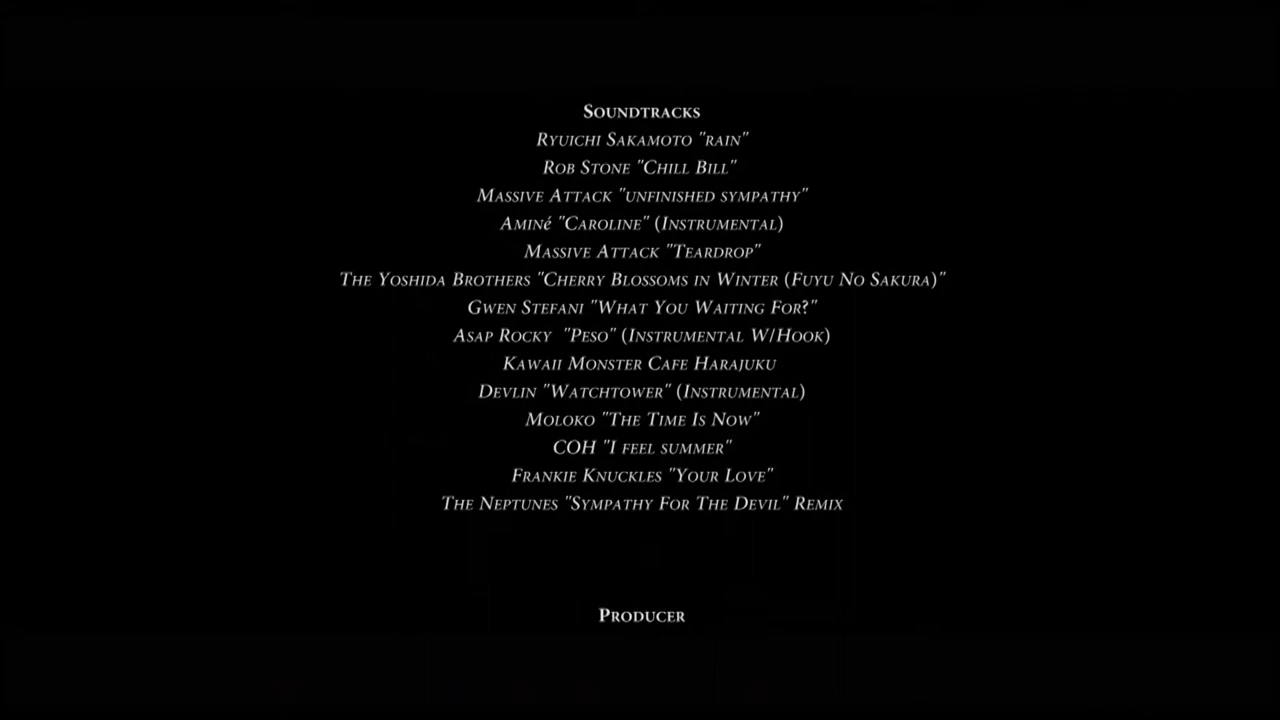 SOUNDTRACKS
RYUICHI SAKAMOTO "RAIN"
ROB STONE "CHILL BILL"
MASSIVE ATTACK "UNFINISHED SYMPATHY"
AMINé "CAROLINE" (INSTRUMENTAL)
MASSIVE ATTACK "TEARDROP"
THE YOSHIDA BROTHERS "CHERRY BLOSSOMS IN WINTER (FUYU NO SAKURA)"
GWEN STEFANI "WHAT YOU WAITING FOR?"
ASAP ROCKY "PESO" (INSTRUMENTAL W/HOOK)
KAWAII MONSTER CAFE HARAJUKU
DEVLIN "WATCHTOWER" (INSTRUMENTAL)
MOLOKO "THE TIME IS NOW"
COH "I FEEL SUMMER"
FRANKIE KNUCKLES "YOUR LOVE"
THE NEPTUNES "SYMPATHY FOR THE DEVIL" REMIX
PRODUCER